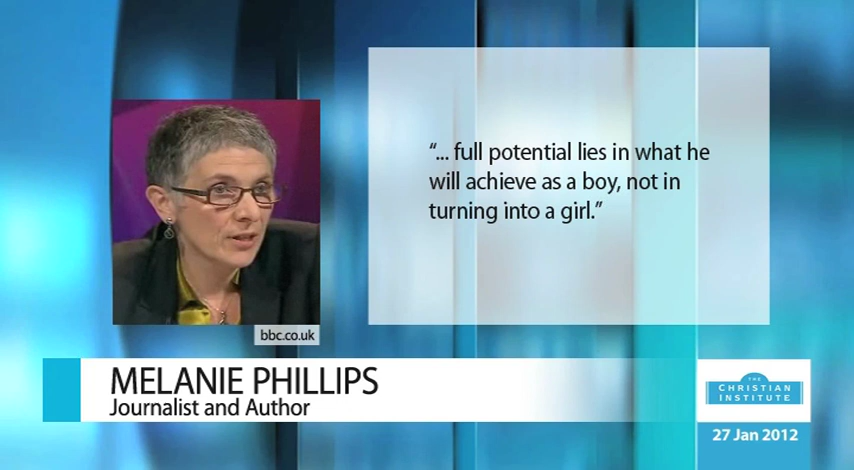 “... full potential lies in what he
will achieve as a boy, not in
turning into a girl.”
bbc.co.uk
MELANIE PHILLIPS
Journalist and Author
THE
CHRISTIAN
INSTITUTE
27 Jan 2012